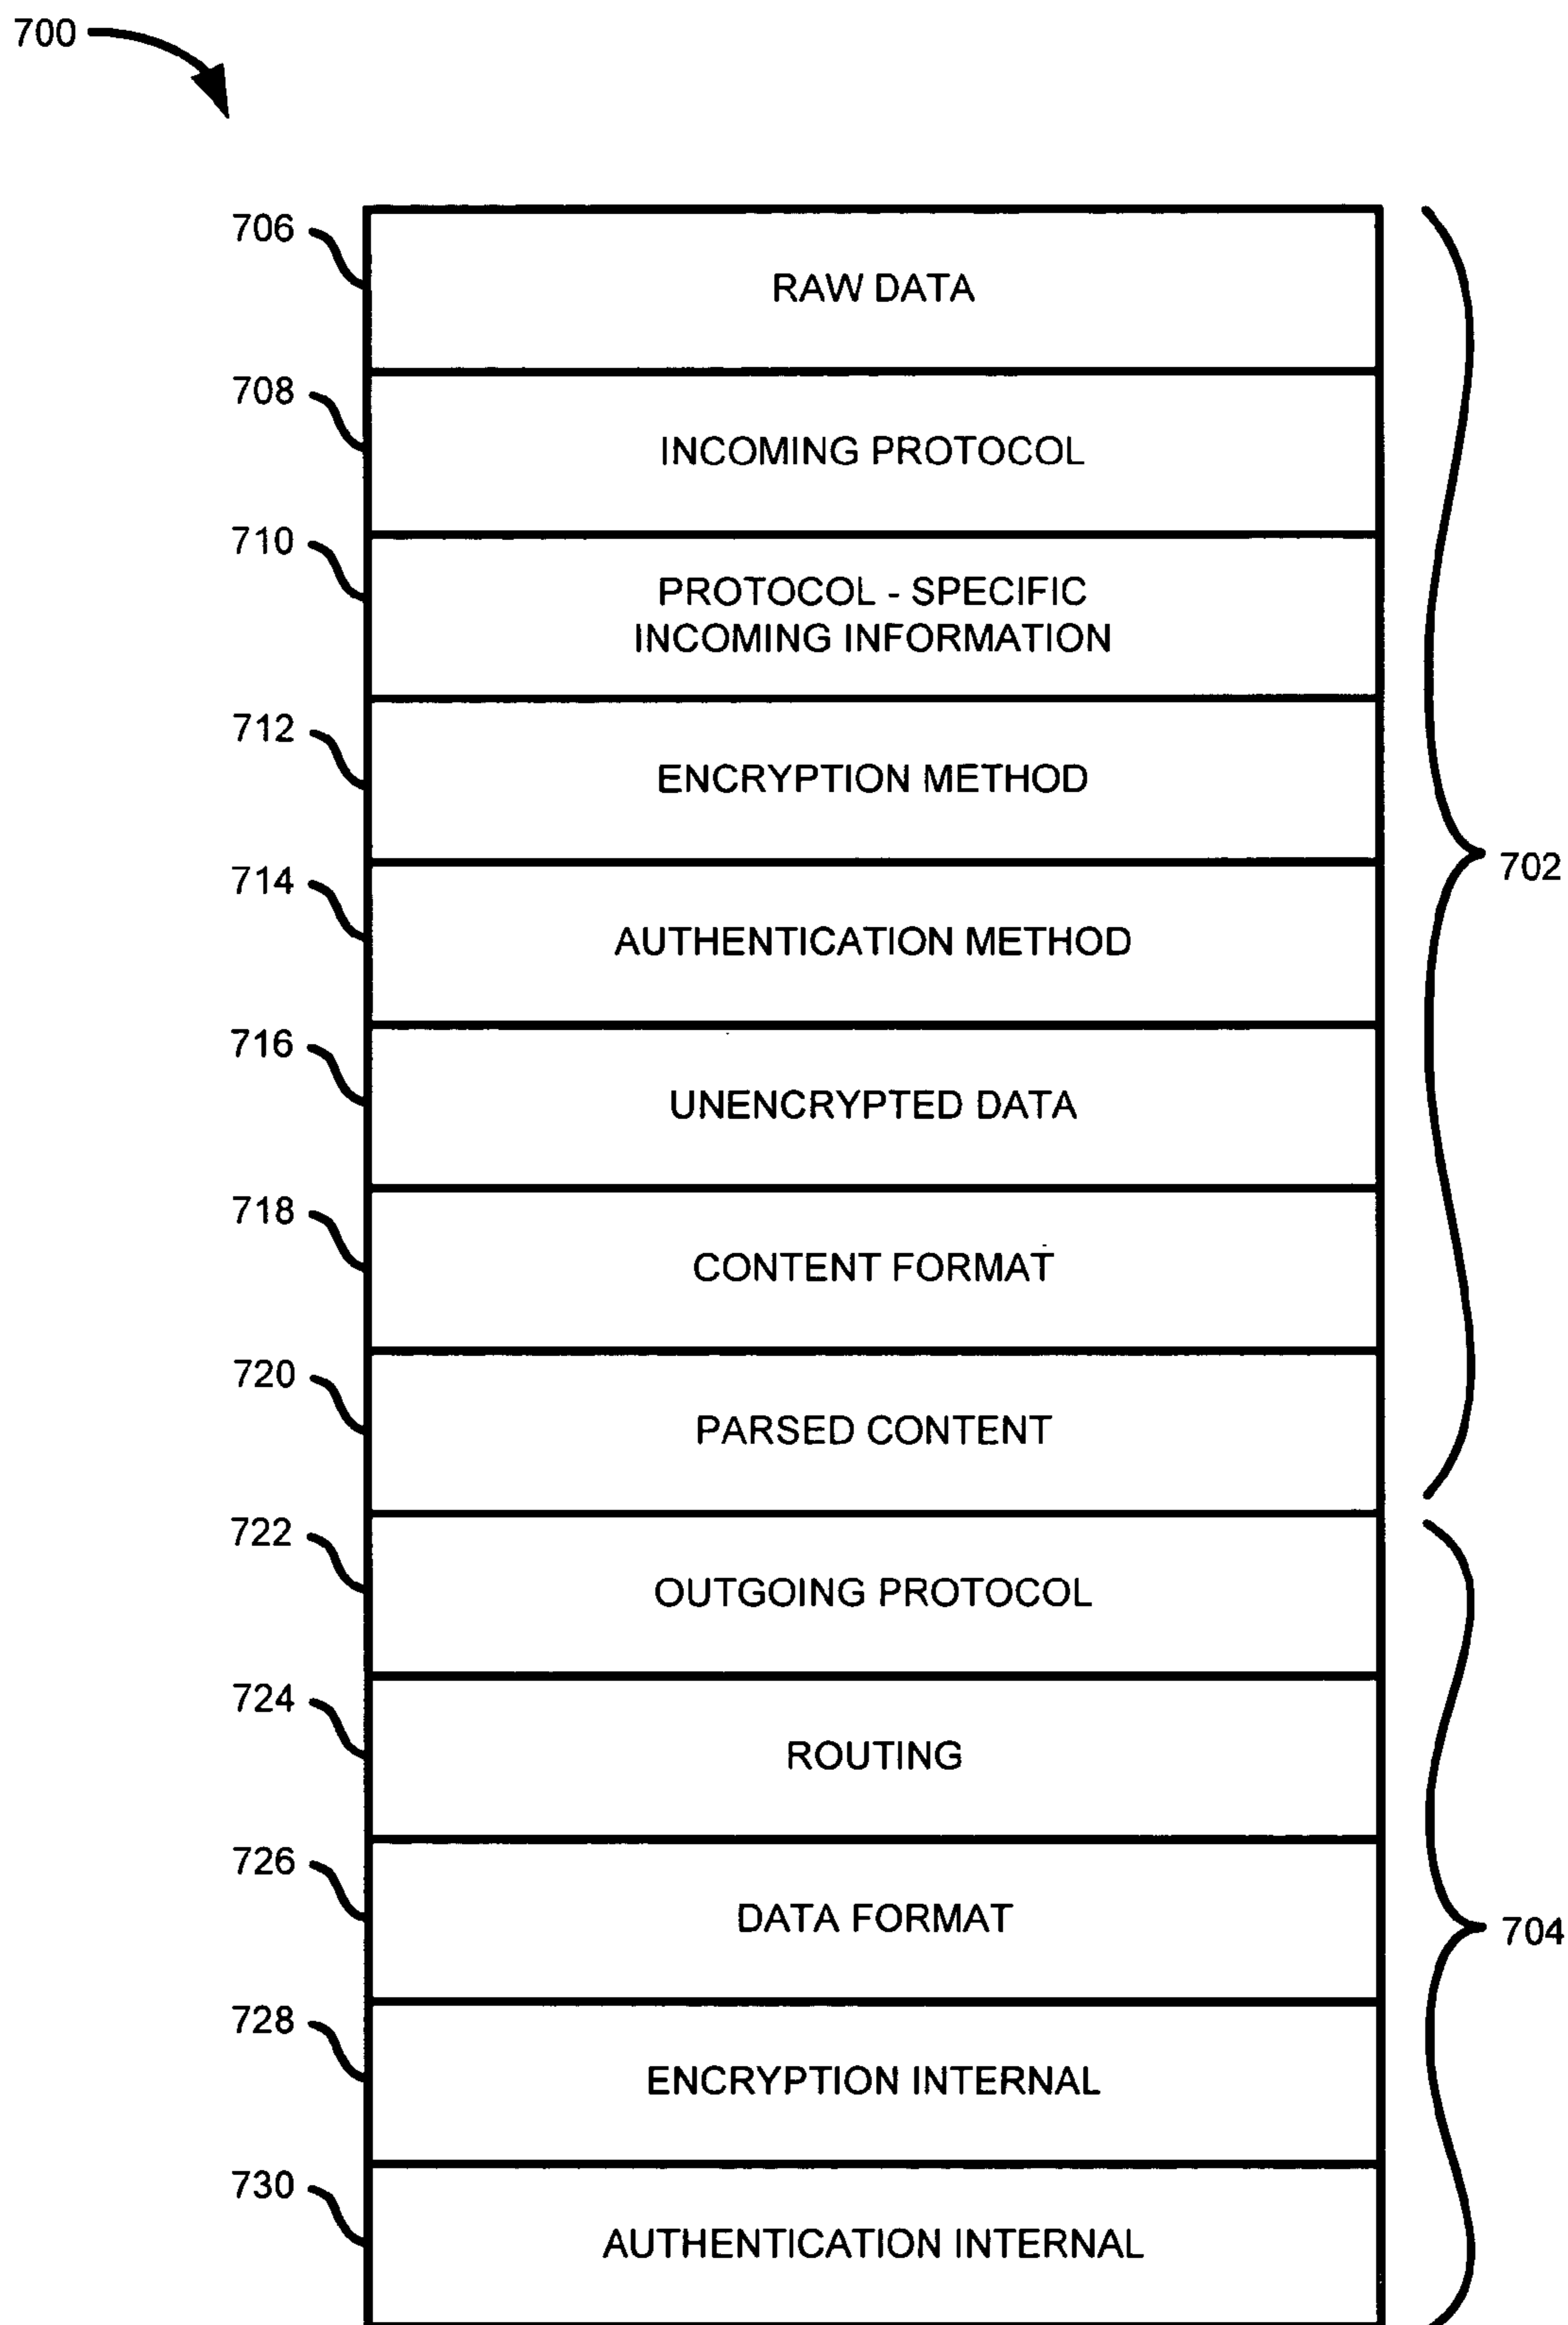 700
706
RAW DATA
708
INCOMING PROTOCOL
710
PROTOCOL - SPECIFIC
INCOMING INFORMATION
712
ENCRYPTION METHOD
702
714
AUTHENTICATION METHOD
716
UNENCRYPTED DATA
718
CONTENT FORMAT
720
PARSED CONTENT
722
OUTGOING PROTOCOL
724
ROUTING
726
DATA FORMAT
704
728
ENCRYPTION INTERNAL
730
AUTHENTICATION INTERNAL